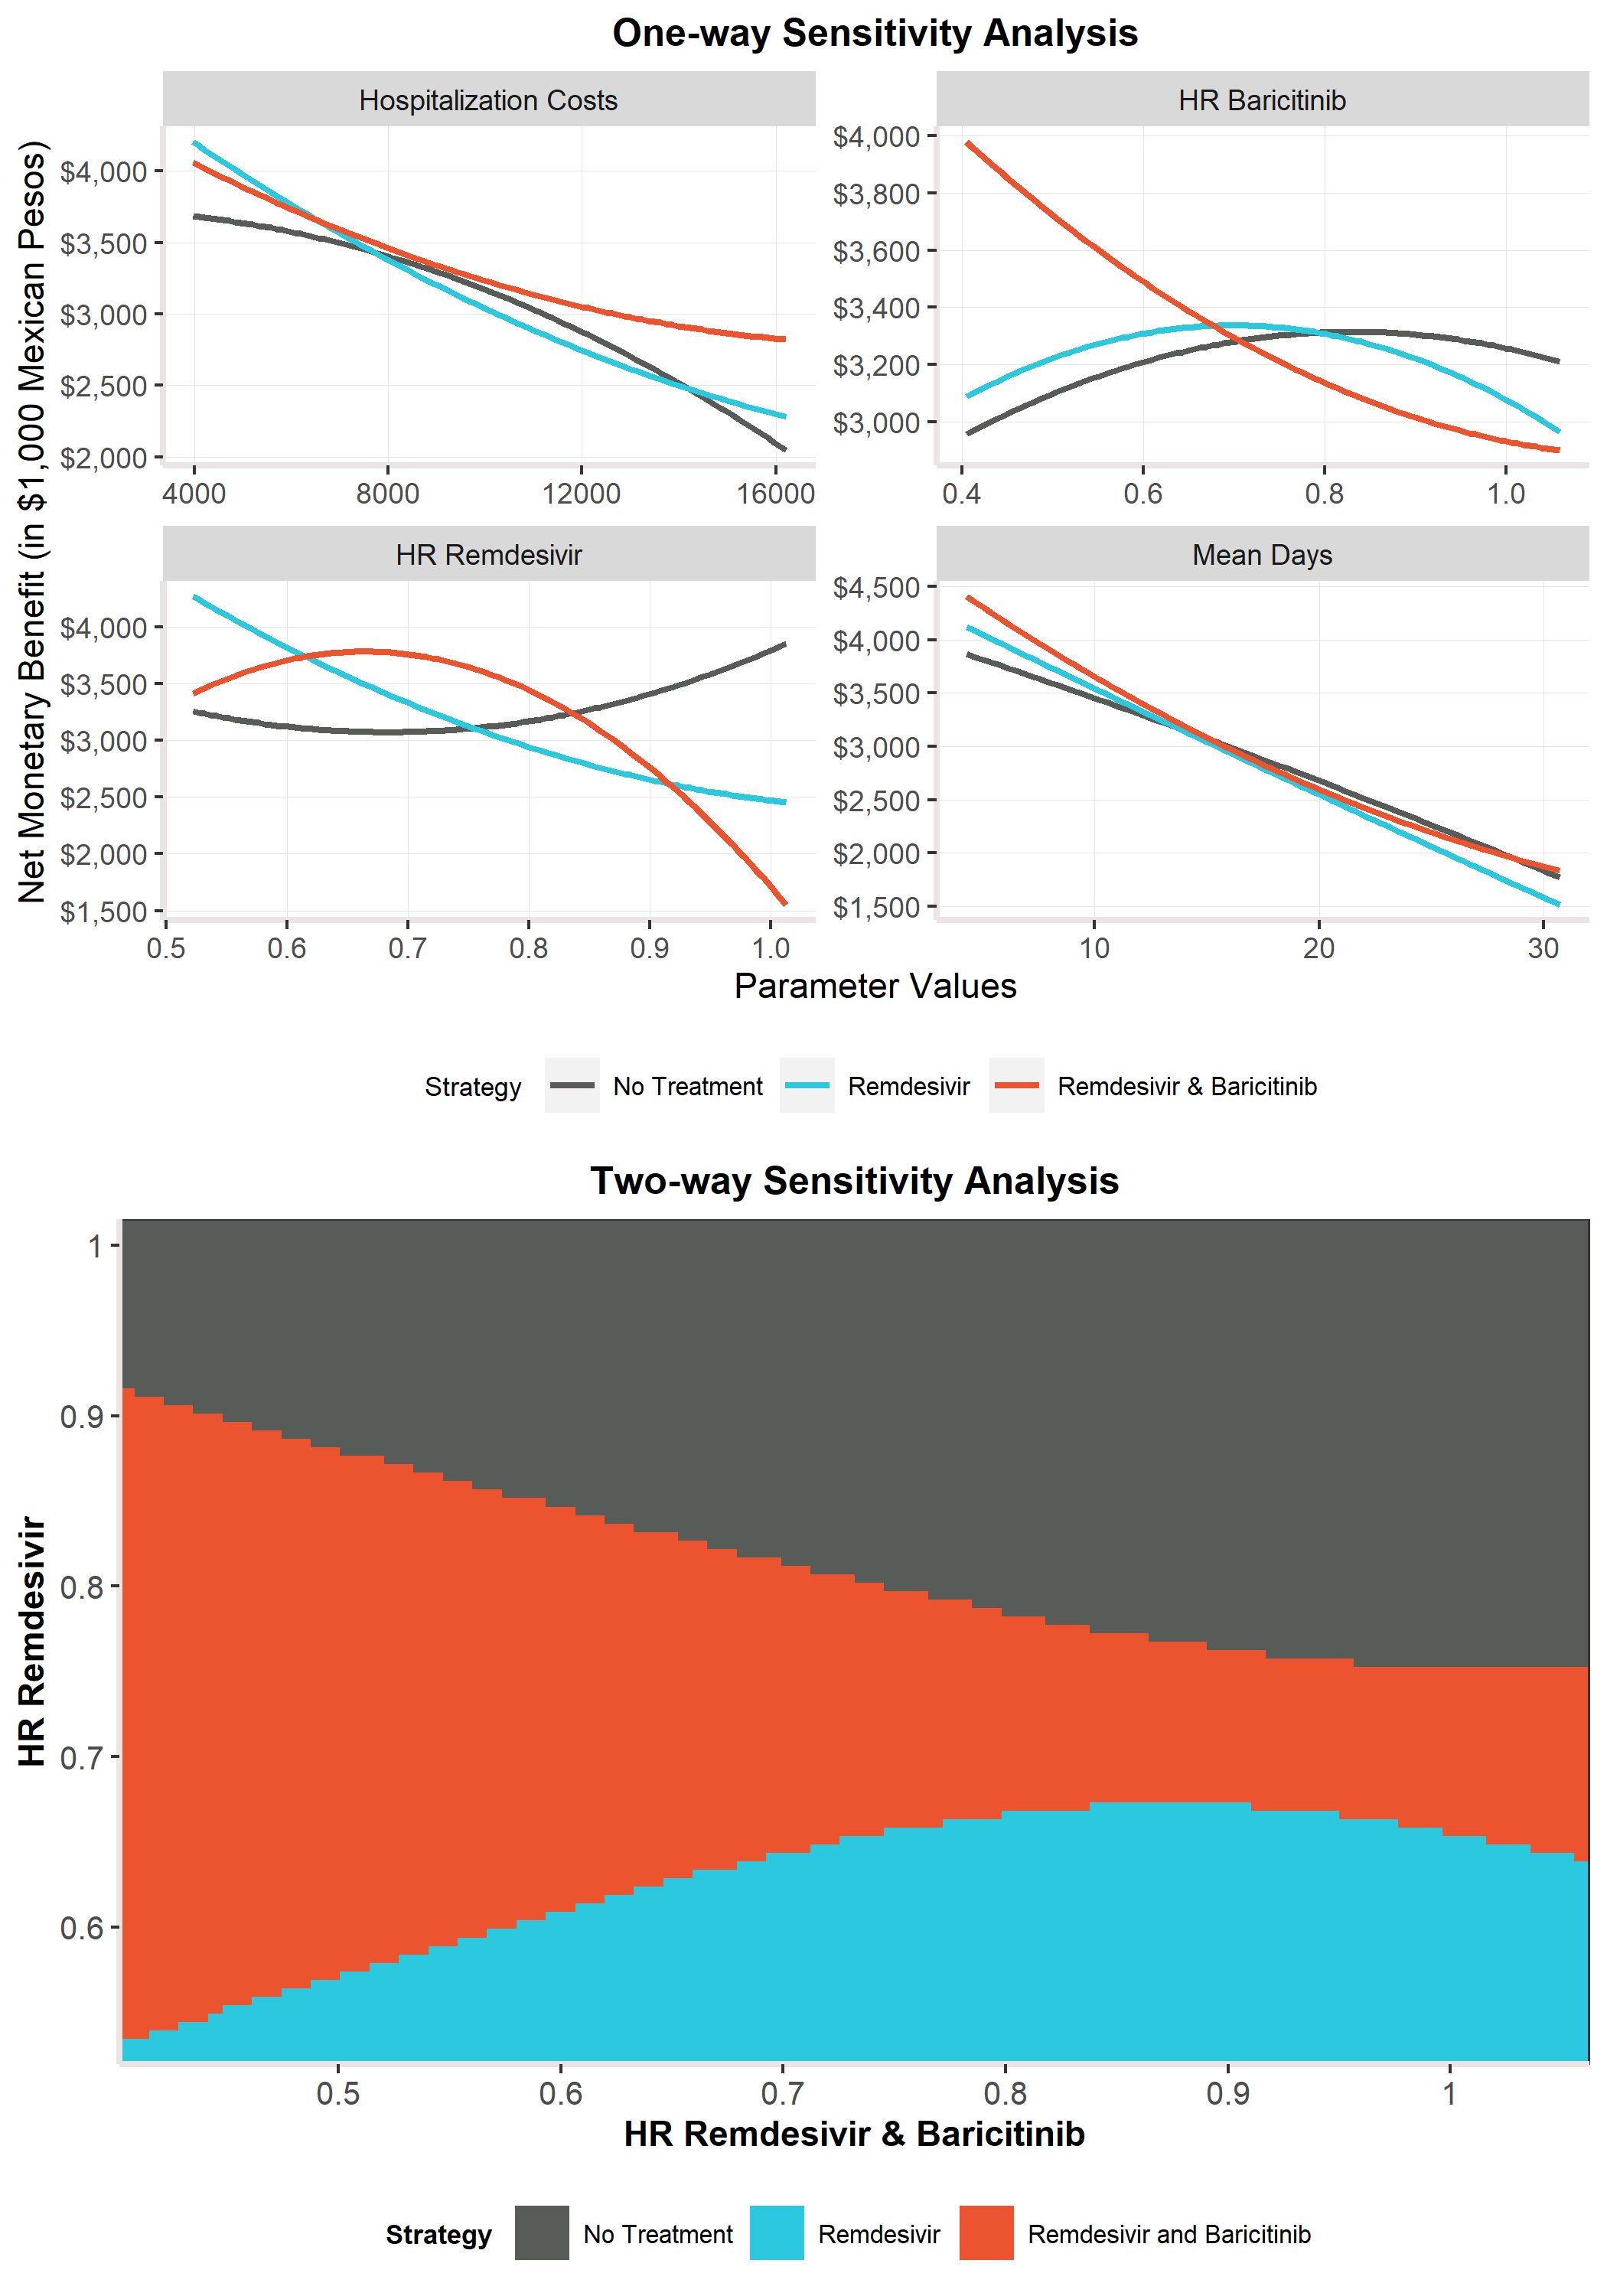 One-way Sensitivity Analysis
Net Monetary Benefit (in $1,000 Mexican Pesos)
Hospitalization Costs
$4,000
$3,500
$3,000
$2,500
$2,000
4000 8000 12000 16000
HR Baricitinib
$4,000
$3,800
$3,600
$3,400
$3,200
$3,000
0.4 0.6 0.8 1.0
HR Remdesivir
$4,000
$3,500
$3,000
$2,500
$2,000
$1,500
0.5 0.6 0.7 0.8 0.9 1.0
Mean Days
$4,500
$4,000
$3,500
$3,000
$2,500
$2,000
$1,500
10 20 30
Parameter Values
Strategy No Treatment Remdesivir Remdesivir & Baricitinib
Two-way Sensitivity Analysis
HR Remdesivir
1
0.9
0.8
0.7
0.6
0.5 0.6 0.7 0.8 0.9 1
HR Remdesivir & Baricitinib
Strategy No Treatment Remdesivir Remdesivir and Baricitinib